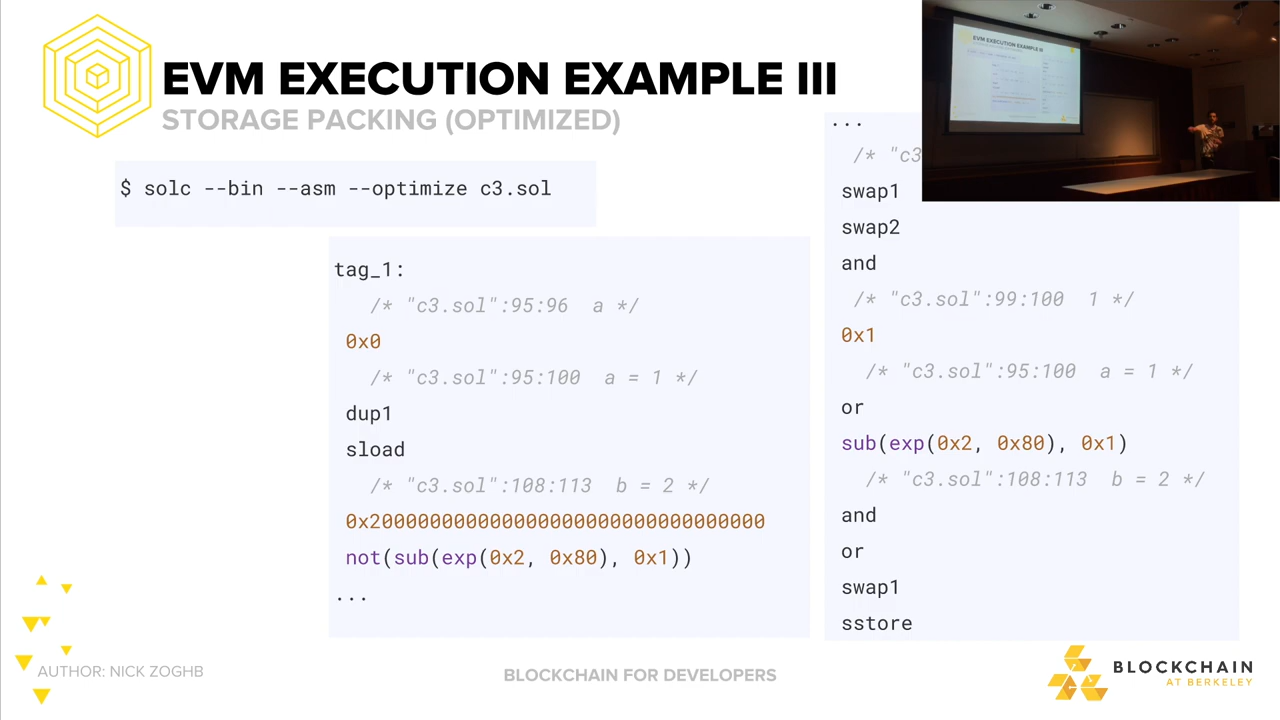 EVM EXECUTION EXAMPLE III
STORAGE PACKING (OPTIMIZED)
$ solc --bin --asm --optimize c3.sol
tag_1:
/* "c3.sol":95:96 a */
0x0
/* "c3.sol":95:100 a = 1 */
dup1
sload
/* "c3.sol":108:113 b = 2 */
0x200000000000000000000000000000000
not(sub(exp(0x2, 0x80), 0x1))
...
...
/* "c3
swap1
swap2
and
/* "c3.sol":99:100 1 */
0x1
/* "c3.sol":95:100 a = 1 */
or
sub(exp(0x2, 0x80), 0x1)
/* "c3.sol":108:113 b = 2 */
and
or
swap1
sstore
EVM EXECUTION EXAMPLE III
AUTHOR: NICK ZOGHB
BLOCKCHAIN FOR DEVELOPERS
BLOCKCHAIN
AT BERKELEY